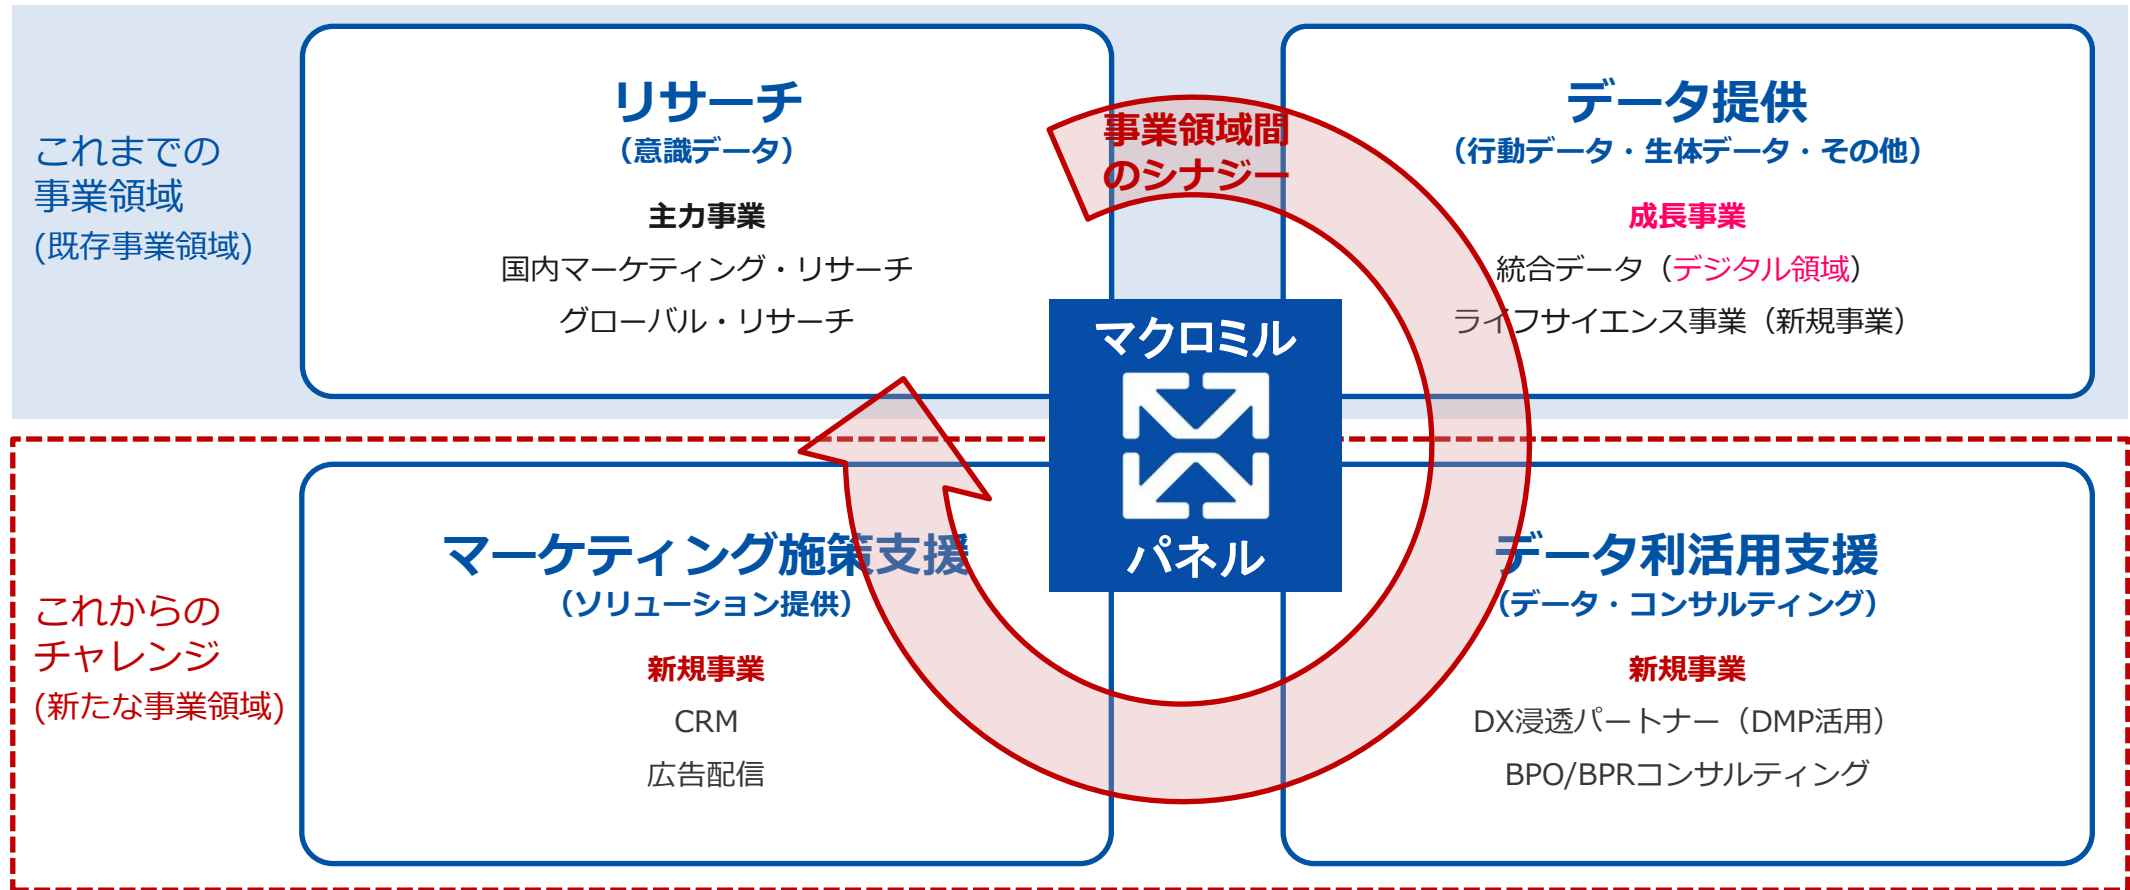 これまでの
事業領域
(既存事業領域)
リサーチ
（意識データ）
主力事業
国内マーケティング・リサーチ
グローバル・リサーチ
事業領域間
のシナジー
データ提供
（行動データ・生体データ・その他）
成長事業
統合データ（デジタル領域）
ライフサイエンス事業（新規事業）
マクロミル
パネル
これからの
チャレンジ
(新たな事業領域)
マーケティング施策支援
（ソリューション提供）
新規事業
CRM
広告配信
データ利活用支援
（データ・コンサルティング）
新規事業
DX浸透パートナー（DMP活用）
BPO/BPRコンサルティング